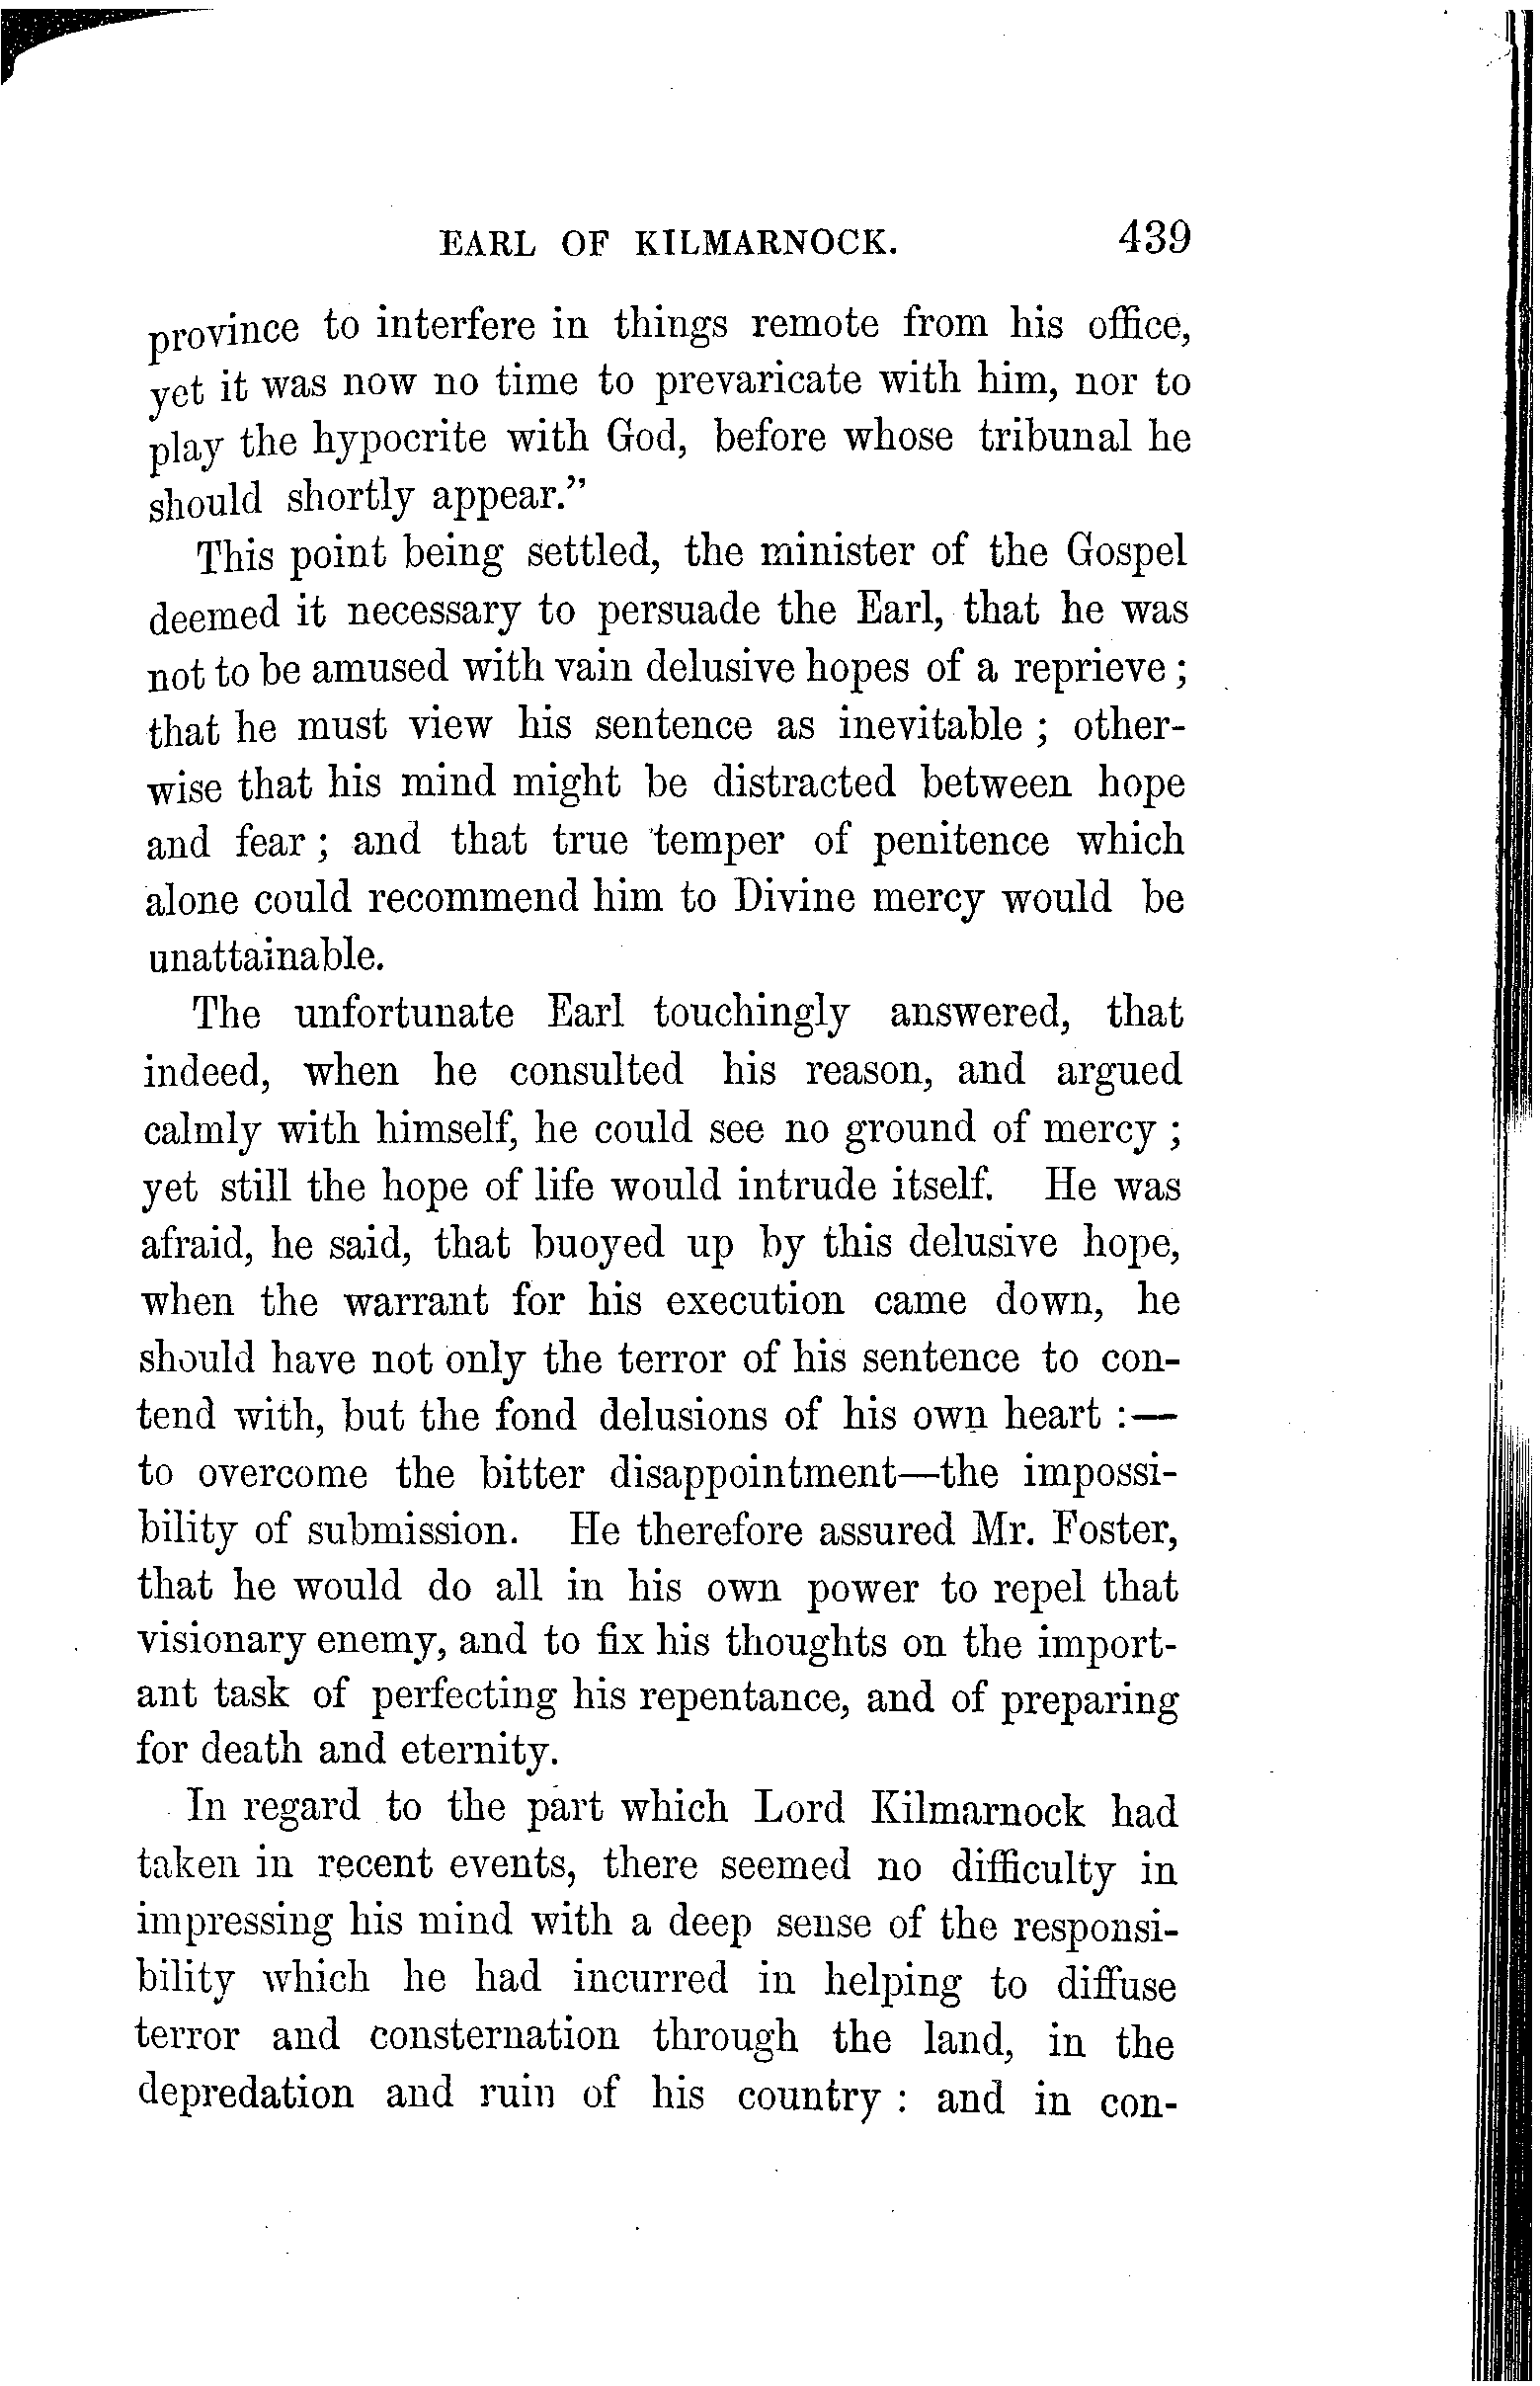 EARL OF KILMARNOCK. 439
province to interfere in things remote from his office,
yet it was now no time to prevaricate with him, nor to
play the hypocrite with God, before whose tribunal he
should shortly appear.”
This point being settled, the minister of the Gospel
deemed it necessary to persuade the Earl, that he was
not to be amused with vain delusive hopes of a reprieve ;
that he must view his sentence as inevitable ; other-
wise that his mind might be distracted between hope
and fear ; and that true temper of penitence which
alone could recommend him to Divine mercy would be
unattainable.
The unfortunate Earl touchingly answered, that
indeed, when he consulted his reason, and argued
calmly with himself, he could see no ground of mercy ;
yet still the hope of life would intrude itself. He was
afraid, he said, that buoyed up by this delusive hope,
when the warrant for his execution came down, he
should have not only the terror of his sentence to con-
tend with, but the fond delusions of his own heart :—
to overcome the bitter disappointment—the impossi-
bility of submission. He therefore assured Mr. Foster,
that he would do all in his own power to repel that
visionary enemy, and to fix his thoughts on the import-
ant task of perfecting his repentance, and of preparing
for death and eternity.
In regard to the part which Lord Kilmarnock had
taken in recent events, there seemed no difficulty in
impressing his mind with a deep sense of the responsi-
bility which he had incurred in helping to diffuse
terror and consternation through the land, in the
depredation and ruin of his country : and in con-